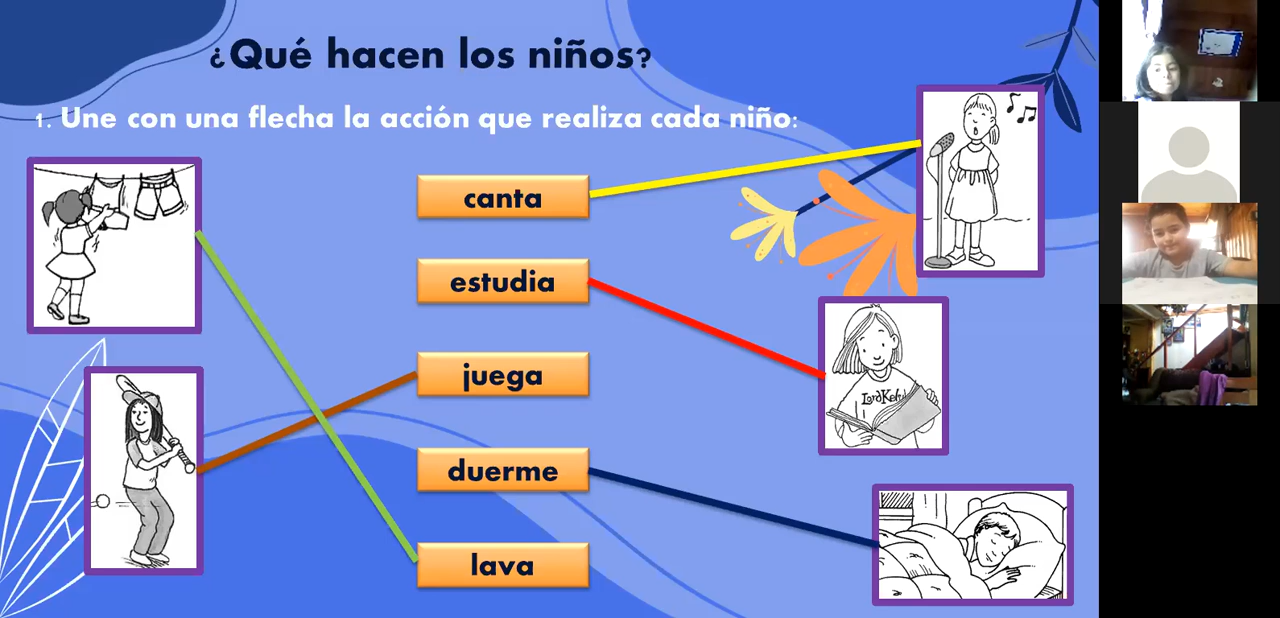 ¿Qué hacen los niños?
1. Une con una flecha la acción que realiza cada niño:
canta
estudia
juega
duerme
lava